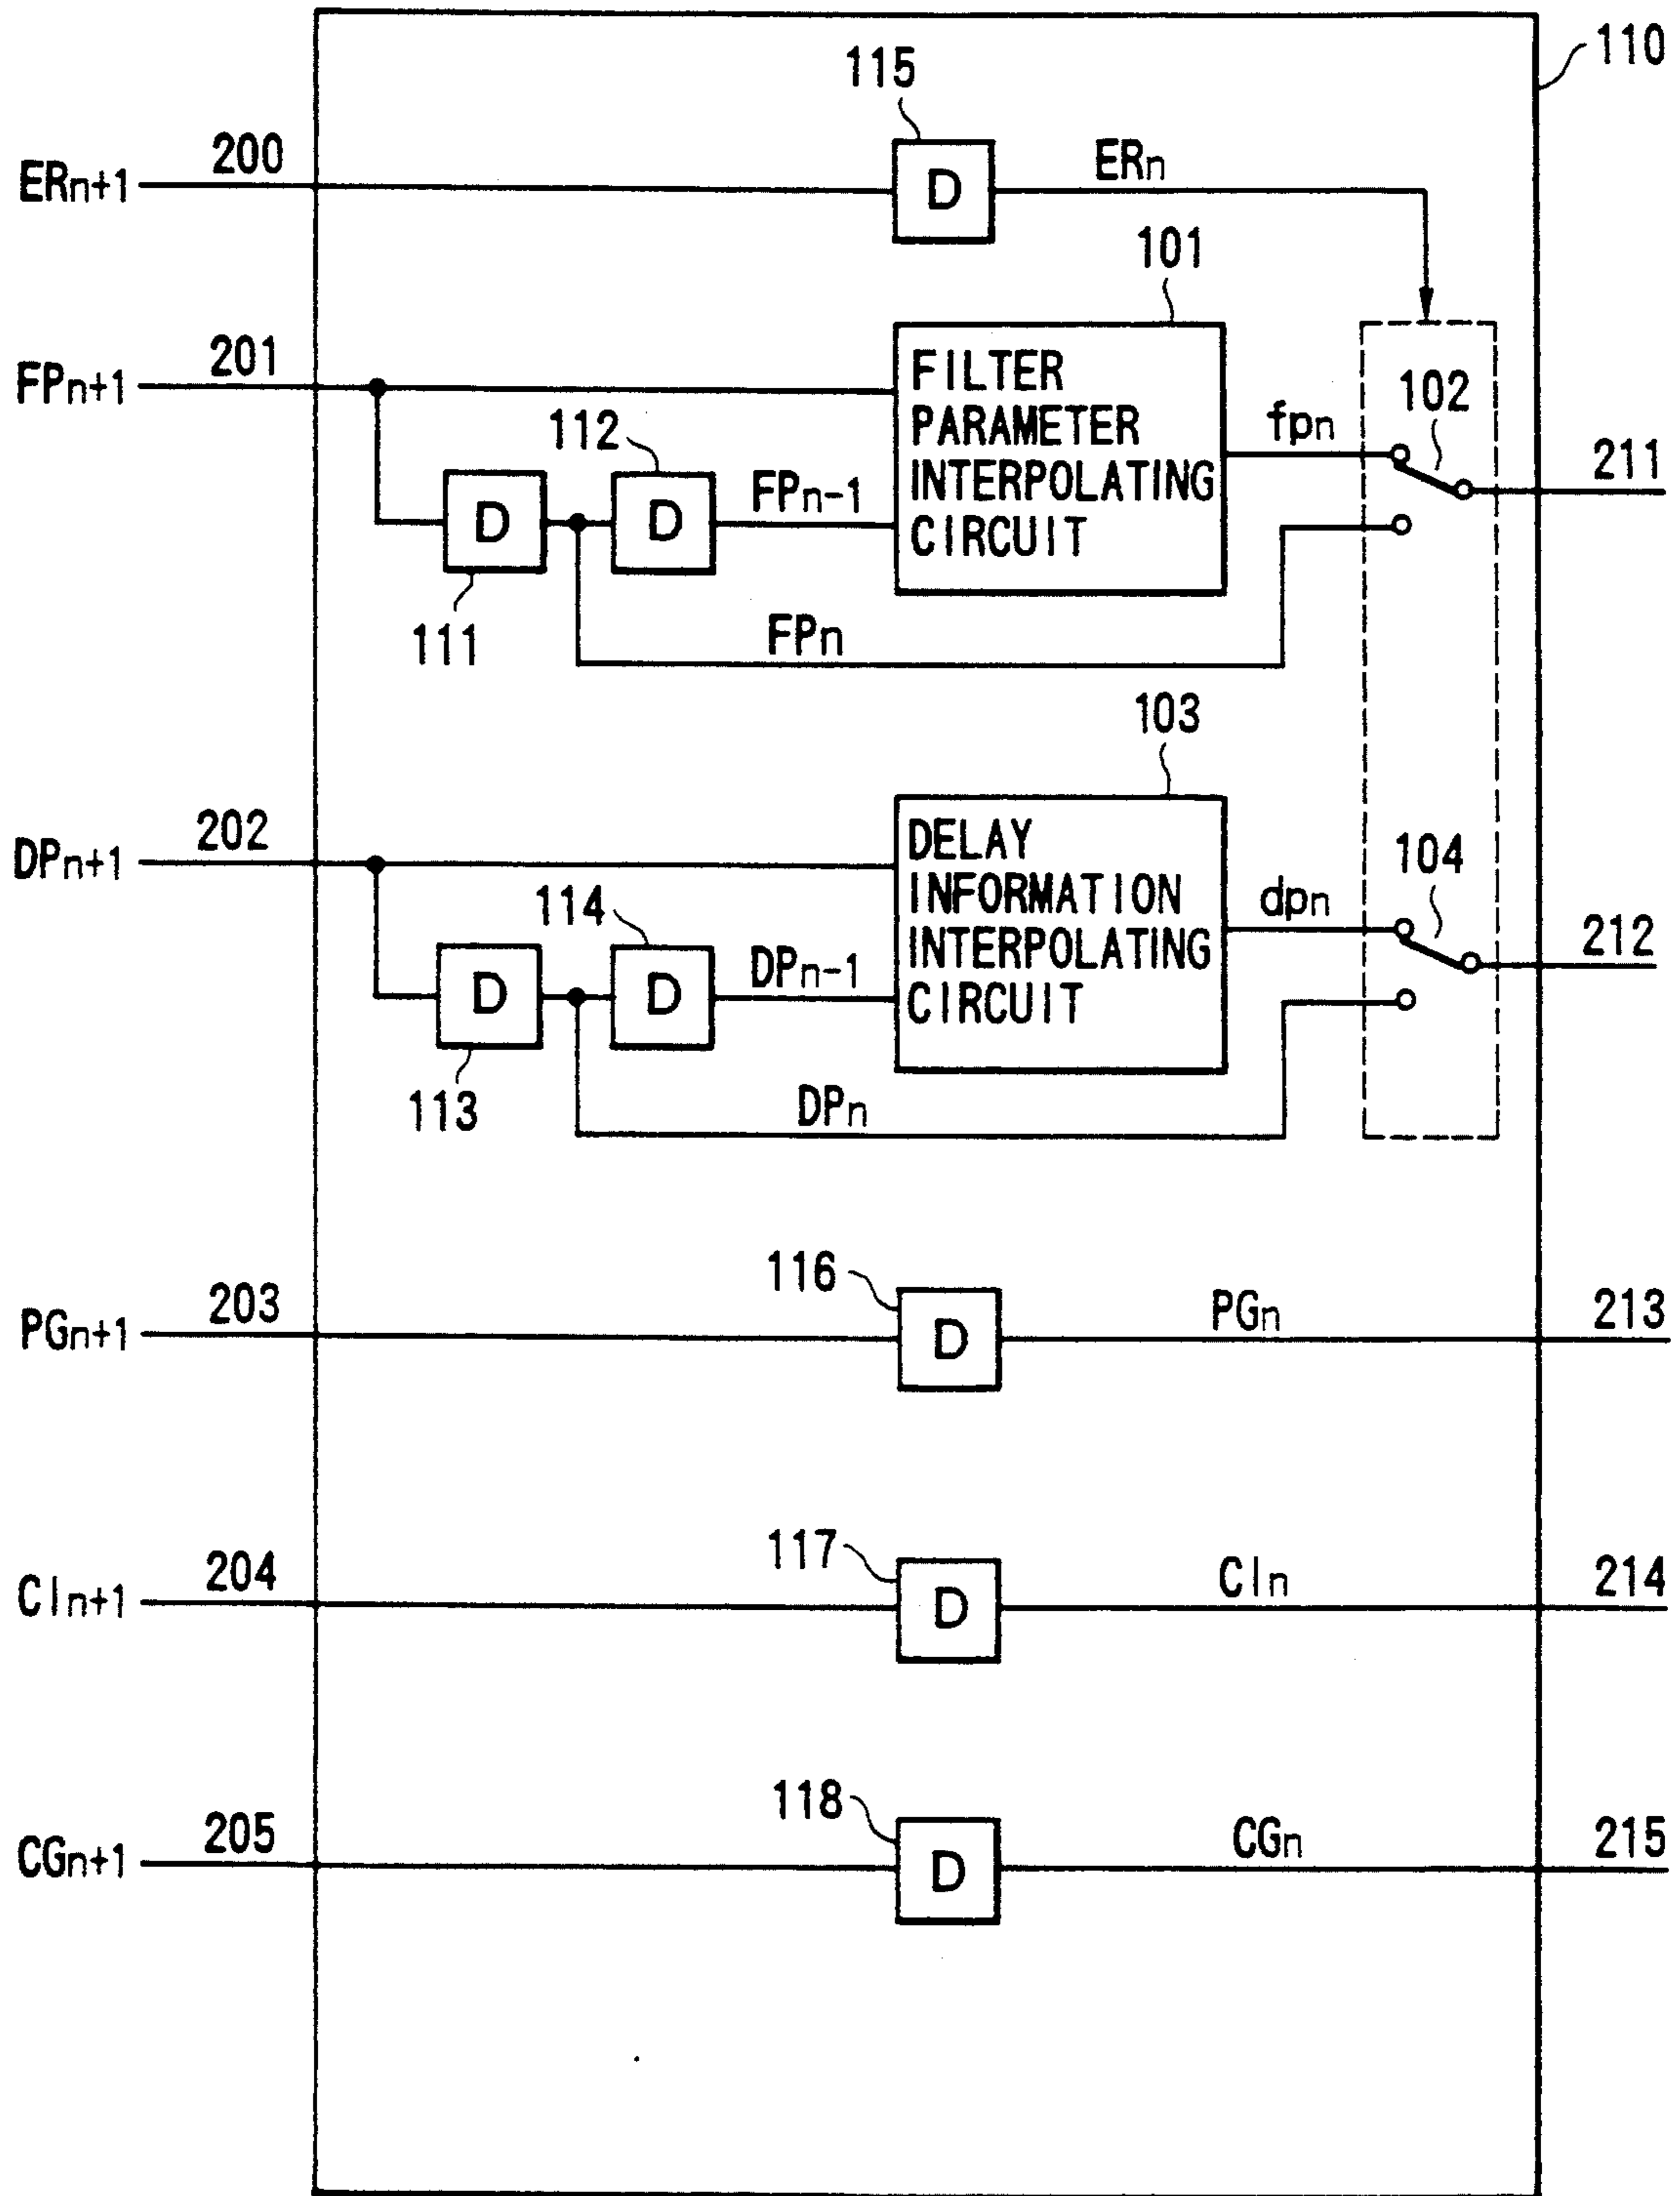 110
115
200
ERn+1
D
ERn
101
201
FPn+1
FILTER
PARAMETER
INTERPOLATING
CIRCUIT
102
fpn
211
112
D
D
FPn-1
111
FPn
103
202
DPn+1
DELAY
INFORMATION
INTERPOLATING
CIRCUIT
104
dpn
212
114
D
D
DPn-1
113
DPn
116
203
PGn+1
D
PGn
213
117
204
CIn+1
D
CIn
214
118
205
CGn+1
D
CGn
215